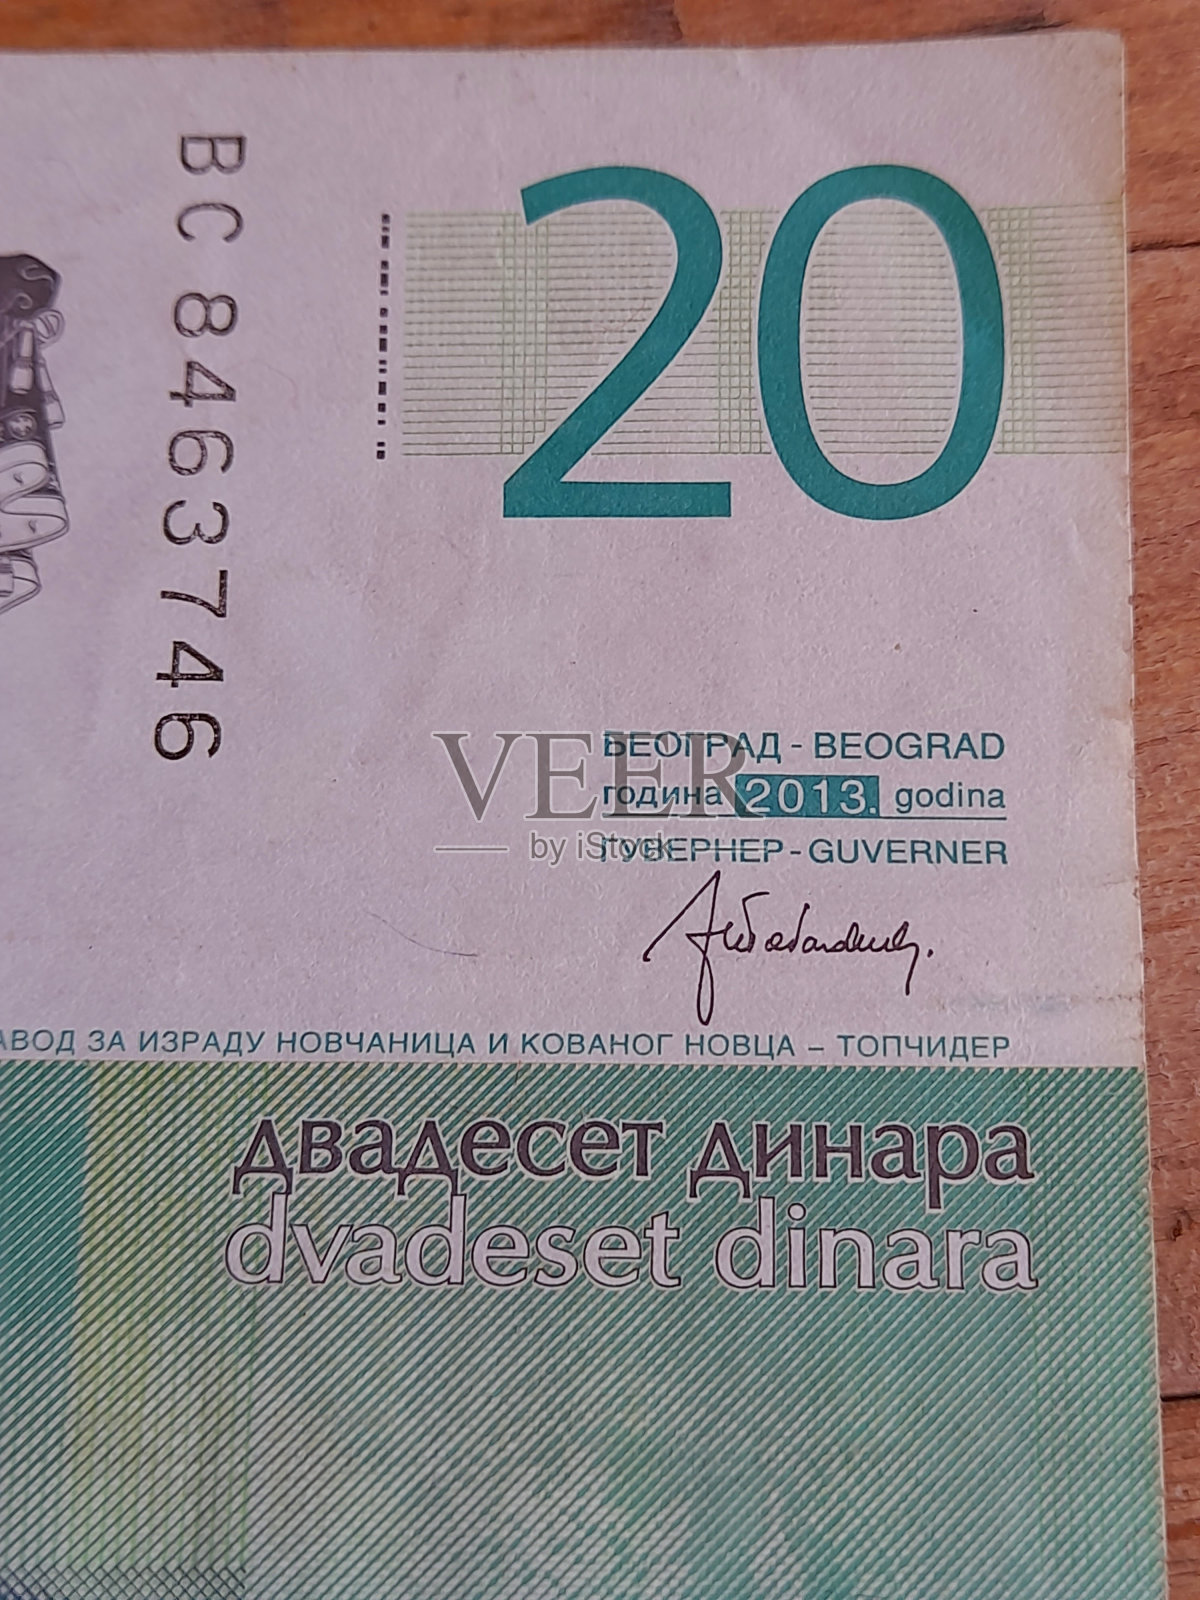 BC 8463746
20
БЕОГРАД - BEOGRAD
година 2013. godina
ГУВЕРНЕР - GUVERNER
АВОД ЗА ИЗРАДУ НОВЧАНИЦА И КОВАНОГ НОВЦА – ТОПЧИДЕР
двадесет динара
dvadeset dinara
VEER
by iStock